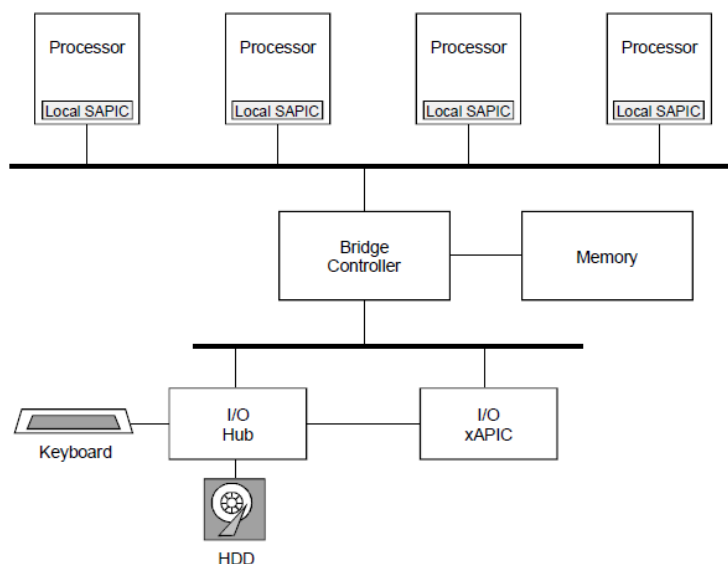 Processor
Processor
Processor
Processor
Local SAPIC
Local SAPIC
Local SAPIC
Local SAPIC
Bridge
Controller
Memory
I/O
Hub
I/O
xAPIC
Keyboard
HDD